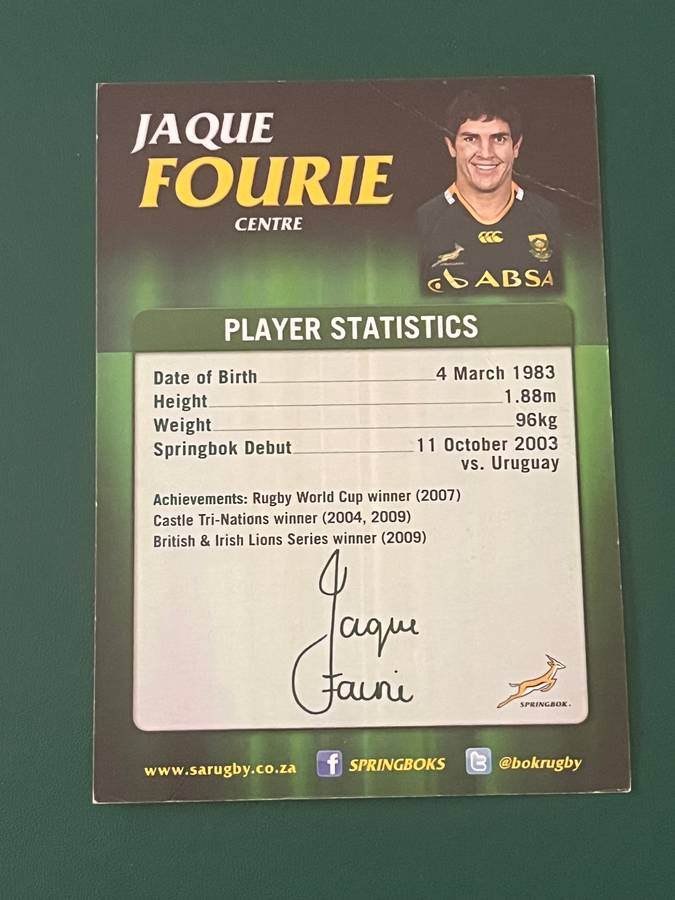 JAQUE
FOURIE
CENTRE
ABSA
PLAYER STATISTICS
Date of Birth 4 March 1983
Height 1.88m
Weight 96kg
Springbok Debut 11 October 2003
vs. Uruguay
Achievements: Rugby World Cup winner (2007)
Castle Tri-Nations winner (2004, 2009)
British & Irish Lions Series winner (2009)
Jaque
Fourie
SPRINGBOK
www.sarugby.co.za SPRINGBOKS @bokrugby